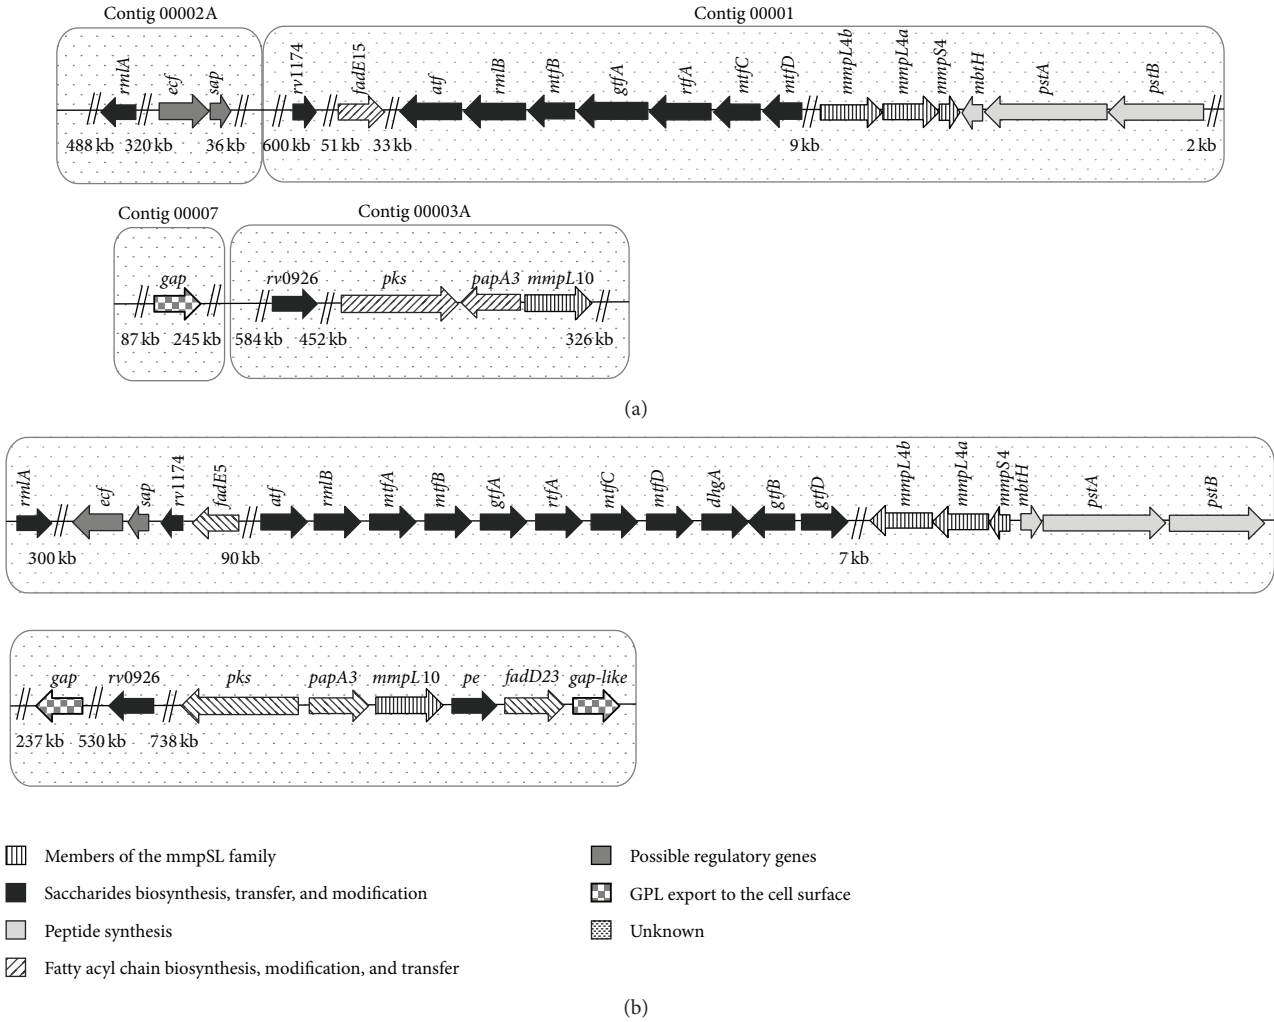 Contig 00002A Contig 00001
rmlA ecf sap rv1174 fadE15 atf rmlB mtfB gtfA rtfA mtfC mtfD mmpL4b mmpL4a mmpS4 mbtH pstA pstB
488 kb 320 kb 36 kb 600 kb 51 kb 33 kb 9 kb 2 kb
Contig 00007 Contig 00003A
gap rv0926 pks papA3 mmpL10
87 kb 245 kb 584 kb 452 kb 326 kb
(a)
rmlA ecf sap rv1174 fadE5 atf rmlB mtfA mtfB gtfA rtfA mtfC mtfD dhgA gtfB gtfD mmpL4b mmpL4a mmpS4 mbtH pstA pstB
300 kb 90 kb 7 kb
gap rv0926 pks papA3 mmpL10 pe fadD23 gap-like
237 kb 530 kb 738 kb
Members of the mmpSL family
Saccharides biosynthesis, transfer, and modification
Peptide synthesis
Fatty acyl chain biosynthesis, modification, and transfer
Possible regulatory genes
GPL export to the cell surface
Unknown
(b)